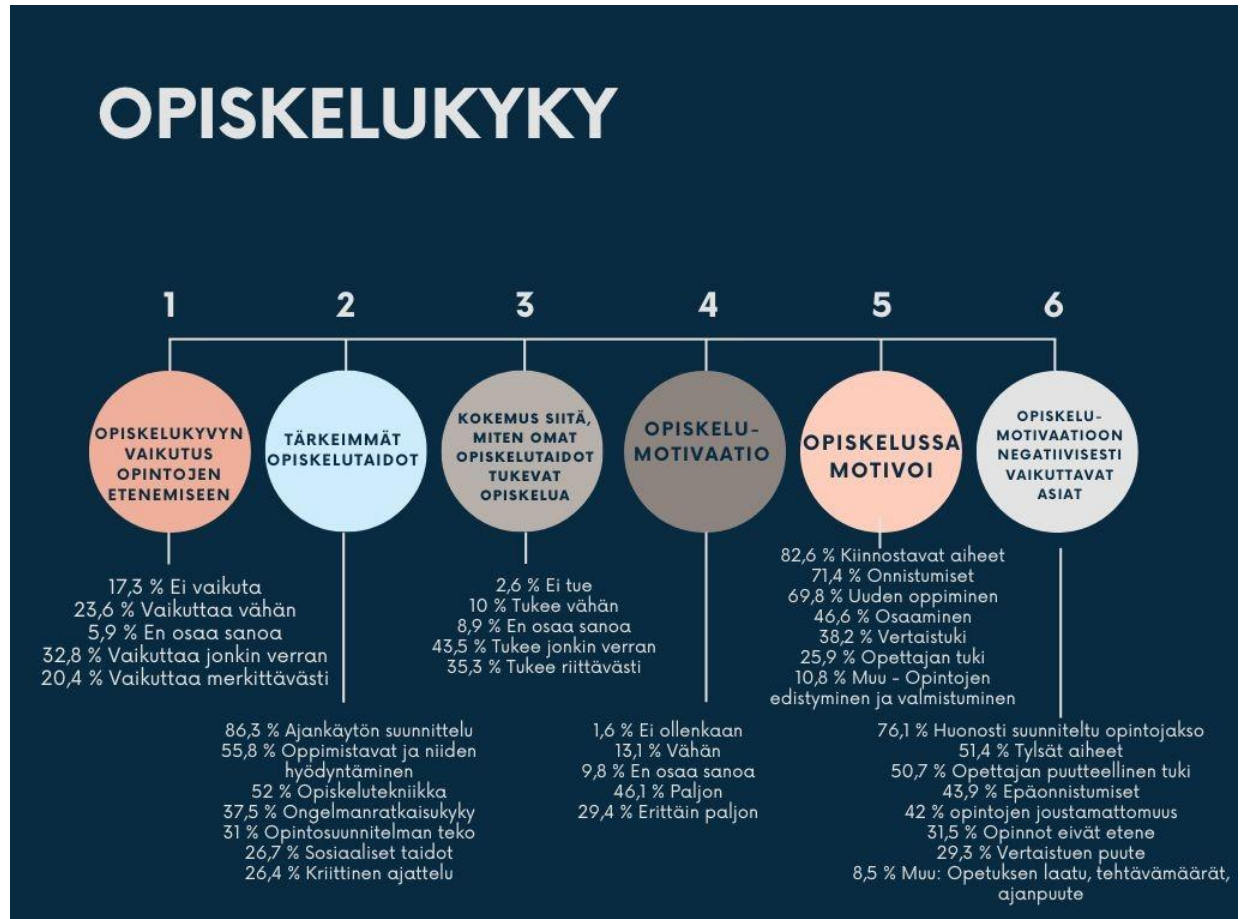 OPISKELUKYKY
1
OPISKELUKYVYN
VAIKUTUS
OPINTOJEN
ETENEMISEEN
17,3 % Ei vaikuta
23,6 % Vaikuttaa vähän
5,9 % En osaa sanoa
32,8 % Vaikuttaa jonkin verran
20,4 % Vaikuttaa merkittävästi
2
TÄRKEIMMÄT
OPISKELUTAIDOT
86,3 % Ajankäytön suunnittelu
55,8 % Oppimistavat ja niiden
hyödyntäminen
52 % Opiskelutekniikka
37,5 % Ongelmanratkaisukyky
31 % Opintosuunnitelman teko
26,7 % Sosiaaliset taidot
26,4 % Kriittinen ajattelu
3
KOKEMUS SIITÄ,
MITEN OMAT
OPISKELUTAIDOT
TUKEVAT
OPISKELUA
2,6 % Ei tue
10 % Tukee vähän
8,9 % En osaa sanoa
43,5 % Tukee jonkin verran
35,3 % Tukee riittävästi
4
OPISKELU-
MOTIVAATIO
1,6 % Ei ollenkaan
13,1 % Vähän
9,8 % En osaa sanoa
46,1 % Paljon
29,4 % Erittäin paljon
5
OPISKELUSSA
MOTIVOI
82,6 % Kiinnostavat aiheet
71,4 % Onnistumiset
69,8 % Uuden oppiminen
46,6 % Osaaminen
38,2 % Vertaistuki
25,9 % Opettajan tuki
10,8 % Muu - Opintojen
edistyminen ja valmistuminen
6
OPISKELU-
MOTIVAATIOON
NEGATIIVISESTI
VAIKUTTAVAT
ASIAT
76,1 % Huonosti suunniteltu opintojakso
51,4 % Tylsät aiheet
50,7 % Opettajan puutteellinen tuki
43,9 % Epäonnistumiset
42 % opintojen joustamattomuus
31,5 % Opinnot eivät etene
29,3 % Vertaistuen puute
8,5 % Muu: Opetuksen laatu, tehtävämäärät,
ajanpuute